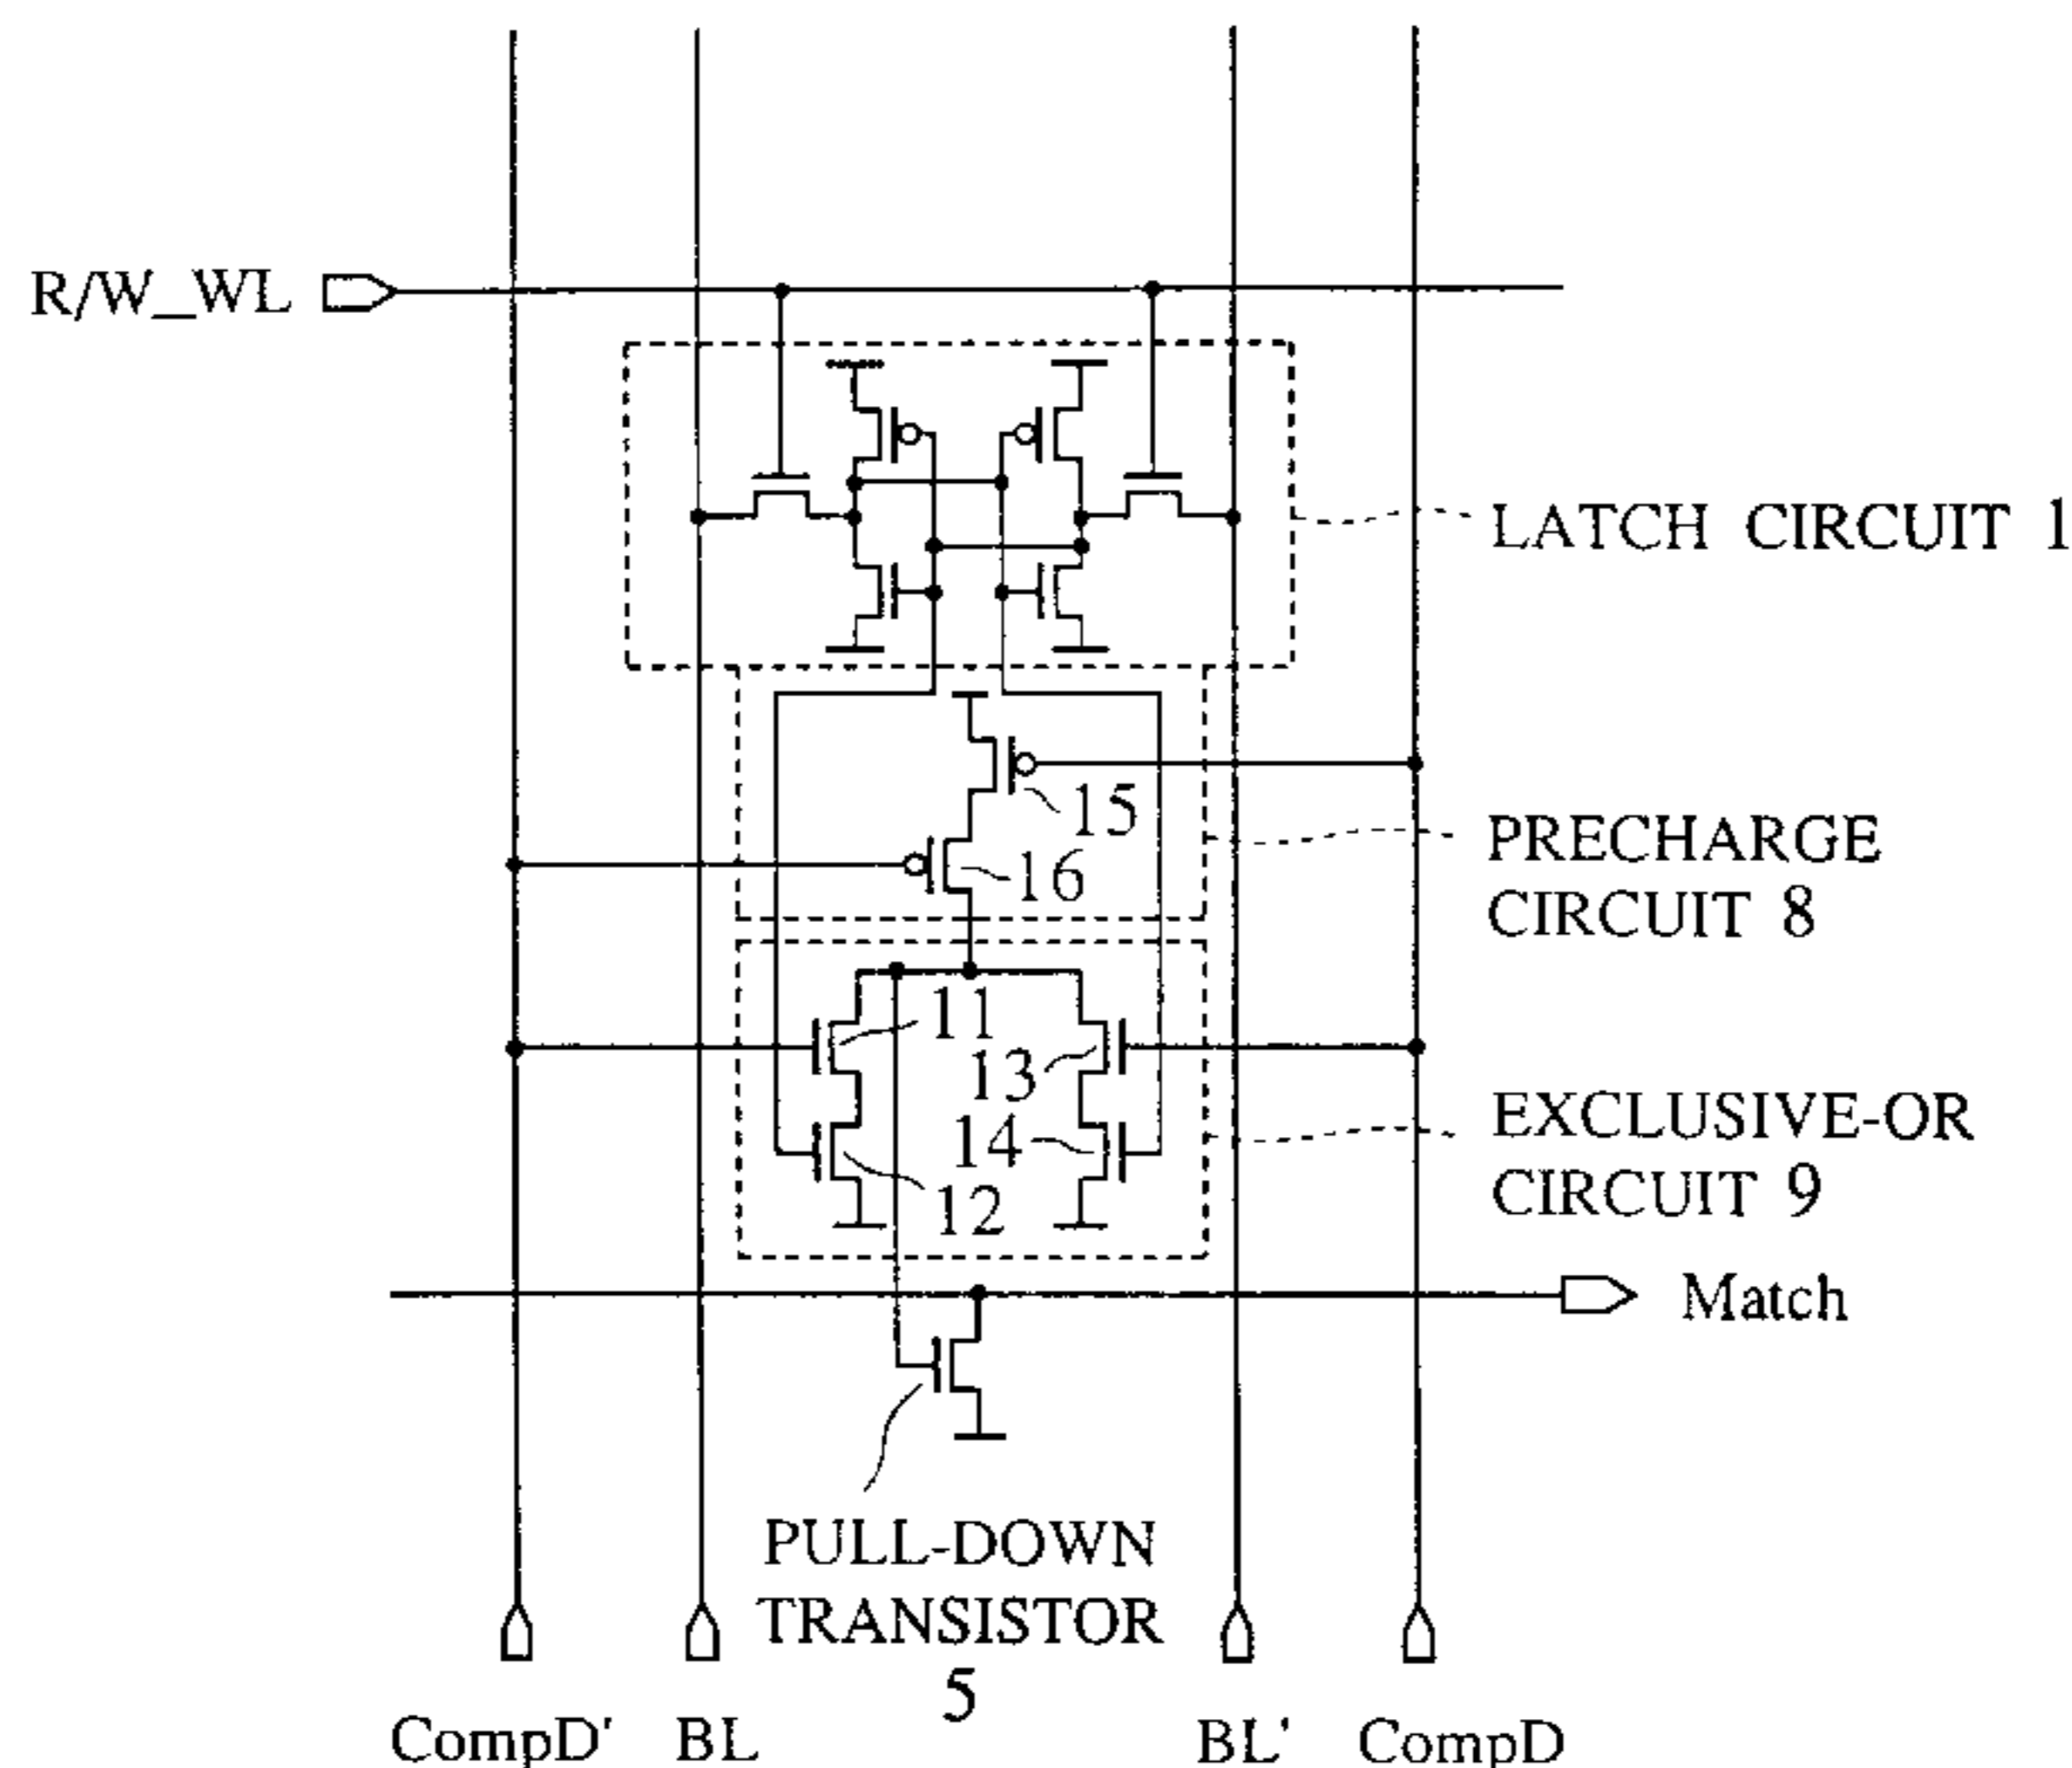 R/W_WL
LATCH CIRCUIT 1
15
PRECHARGE
CIRCUIT 8
16
11
13
EXCLUSIVE-OR
CIRCUIT 9
14
12
Match
PULL-DOWN
TRANSISTOR
5
CompD' BL BL' CompD